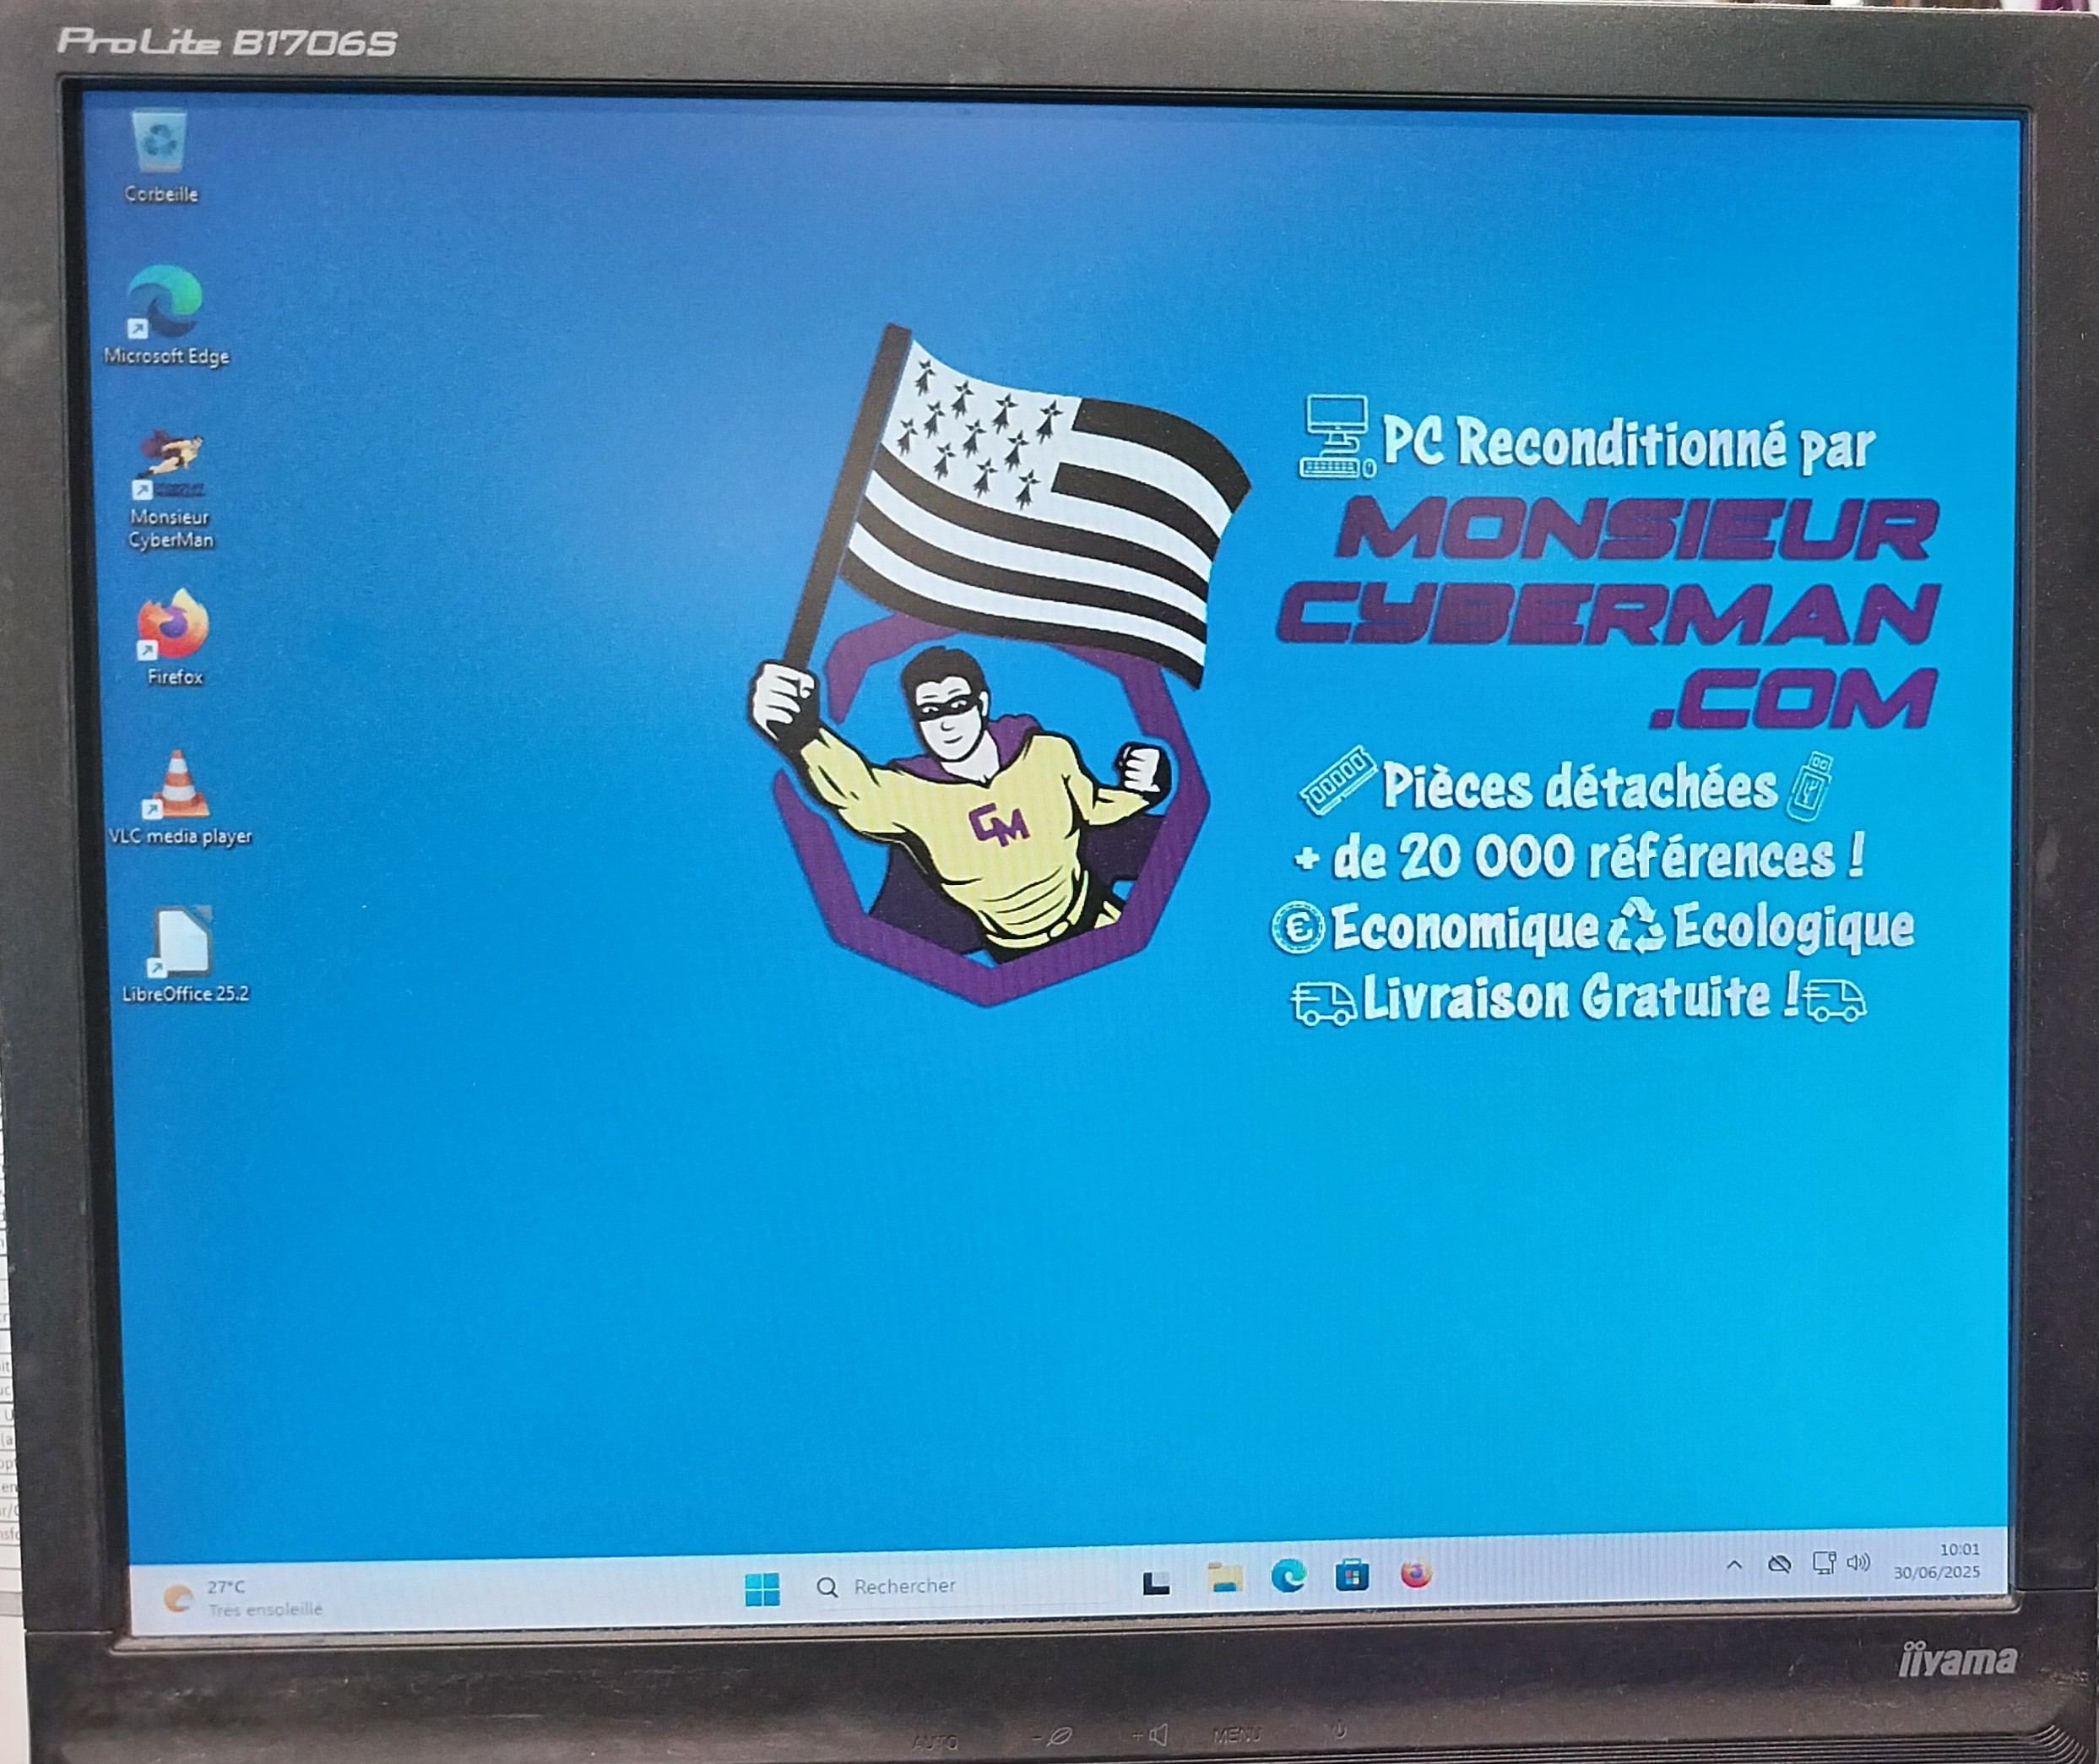 ProLite B1706S
Corbeille
Microsoft Edge
Monsieur
CyberMan
Firefox
VLC media player
LibreOffice 25.2
CM
PC Reconditionné par
MONSIEUR
CYBERMAN
.COM
Pièces détachées
+ de 20 000 références !
€ Economique Ecologique
Livraison Gratuite !
27°C
Très ensoleillé
Rechercher
10:01
30/06/2025
iiyama
AUTO - + MENU